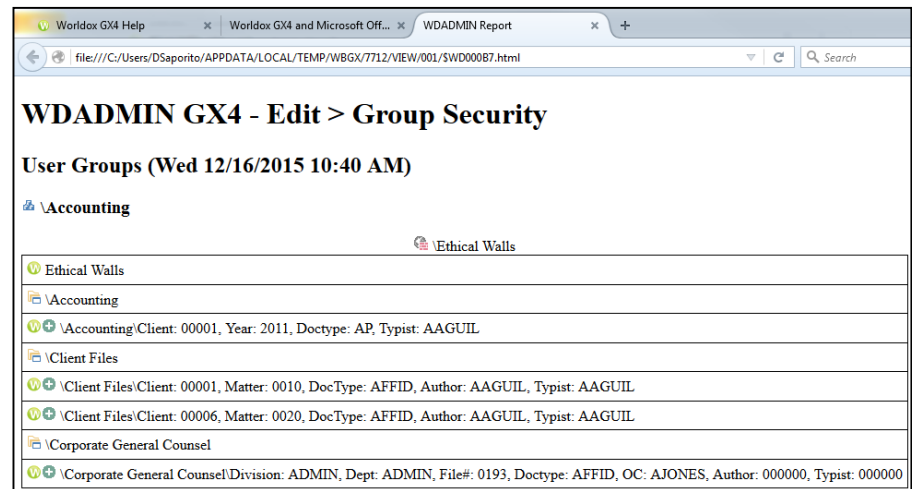 Worldox GX4 Help × Worldox GX4 and Microsoft Off... × WDADMIN Report × +
file:///C:/Users/DSaporito/APPDATA/LOCAL/TEMP/WBGX/7712/VIEW/001/$WD000B7.html Search
WDADMIN GX4 - Edit > Group Security
User Groups (Wed 12/16/2015 10:40 AM)
\Accounting
\Ethical Walls
Ethical Walls
\Accounting
\Accounting\Client: 00001, Year: 2011, Doctype: AP, Typist: AAGUIL
\Client Files
\Client Files\Client: 00001, Matter: 0010, DocType: AFFID, Author: AAGUIL, Typist: AAGUIL
\Client Files\Client: 00006, Matter: 0020, DocType: AFFID, Author: AAGUIL, Typist: AAGUIL
\Corporate General Counsel
\Corporate General Counsel\Division: ADMIN, Dept: ADMIN, File#: 0193, Doctype: AFFID, OC: AJONES, Author: 000000, Typist: 000000